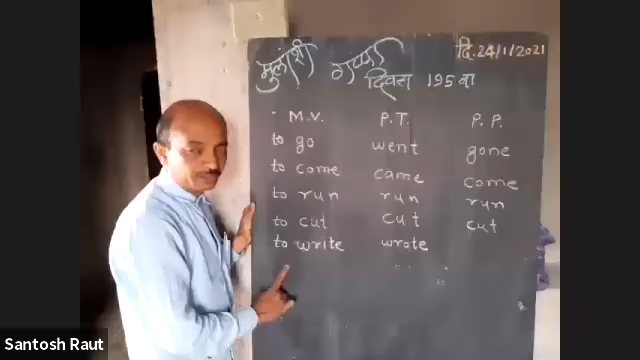 मुलांशी गप्पा दि. 24/1/2021
दिवस 195 वा
M.V. P.T. P.P.
to go went gone
to come came come
to run run run
to cut cut cut
to write wrote
Santosh Raut